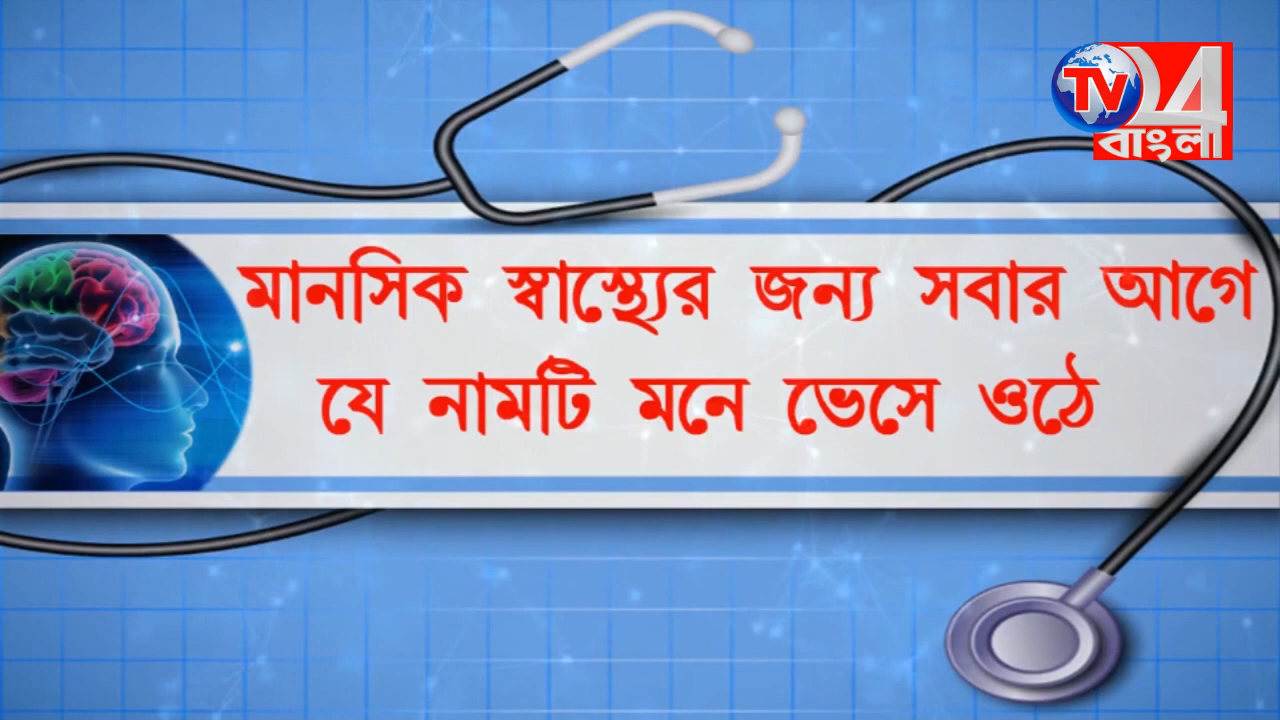 TV 24
বাংলা
মানসিক স্বাস্থ্যের জন্য সবার আগে
যে নামটি মনে ভেসে ওঠে